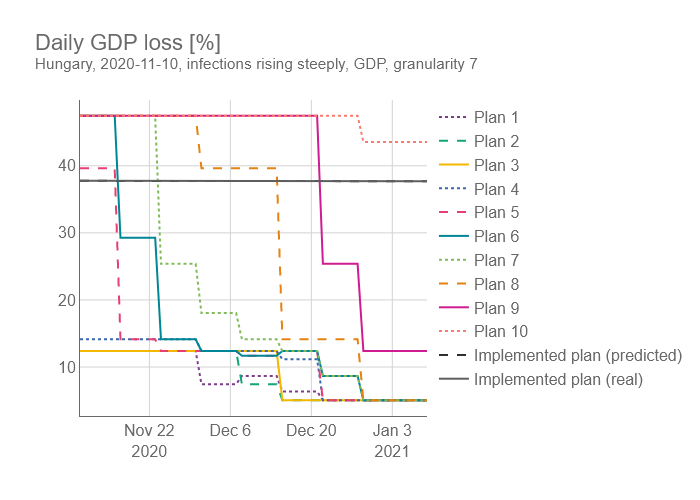 Daily GDP loss [%]
Hungary, 2020-11-10, infections rising steeply, GDP, granularity 7
40
30
20
10
Nov 22
2020
Dec 6
Dec 20
Jan 3
2021
Plan 1
Plan 2
Plan 3
Plan 4
Plan 5
Plan 6
Plan 7
Plan 8
Plan 9
Plan 10
Implemented plan (predicted)
Implemented plan (real)